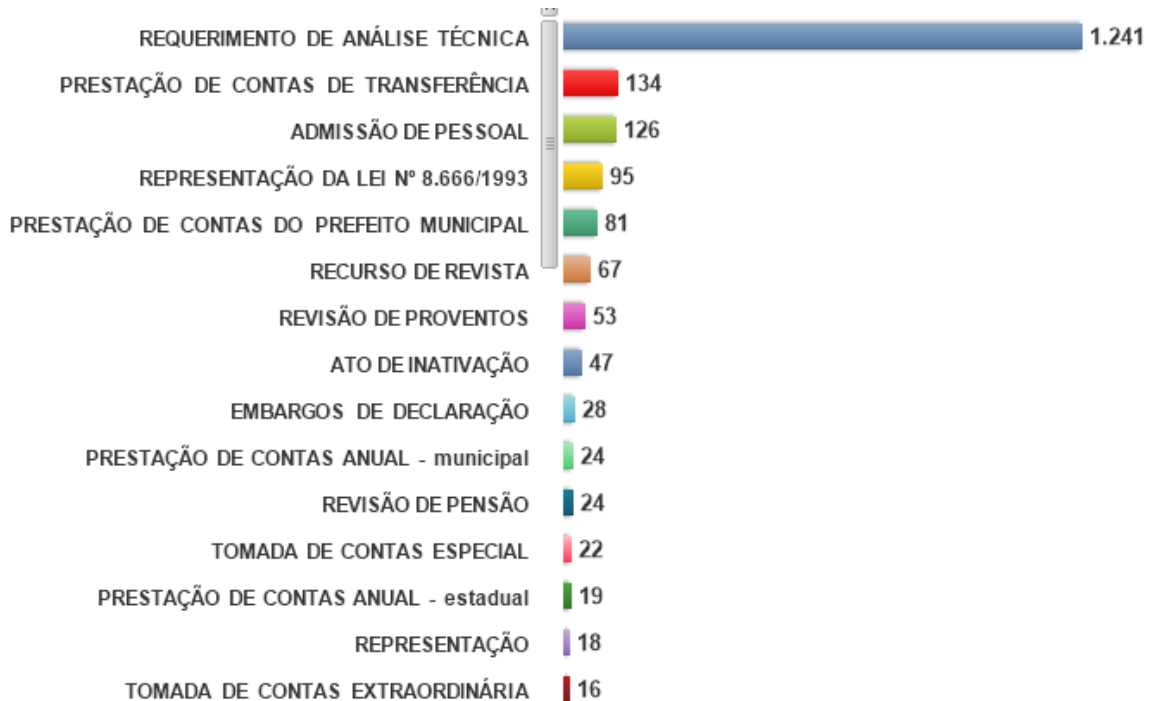 REQUERIMENTO DE ANÁLISE TÉCNICA 1.241
PRESTAÇÃO DE CONTAS DE TRANSFERÊNCIA 134
ADMISSÃO DE PESSOAL 126
REPRESENTAÇÃO DA LEI Nº 8.666/1993 95
PRESTAÇÃO DE CONTAS DO PREFEITO MUNICIPAL 81
RECURSO DE REVISTA 67
REVISÃO DE PROVENTOS 53
ATO DE INATIVAÇÃO 47
EMBARGOS DE DECLARAÇÃO 28
PRESTAÇÃO DE CONTAS ANUAL - municipal 24
REVISÃO DE PENSÃO 24
TOMADA DE CONTAS ESPECIAL 22
PRESTAÇÃO DE CONTAS ANUAL - estadual 19
REPRESENTAÇÃO 18
TOMADA DE CONTAS EXTRAORDINÁRIA 16